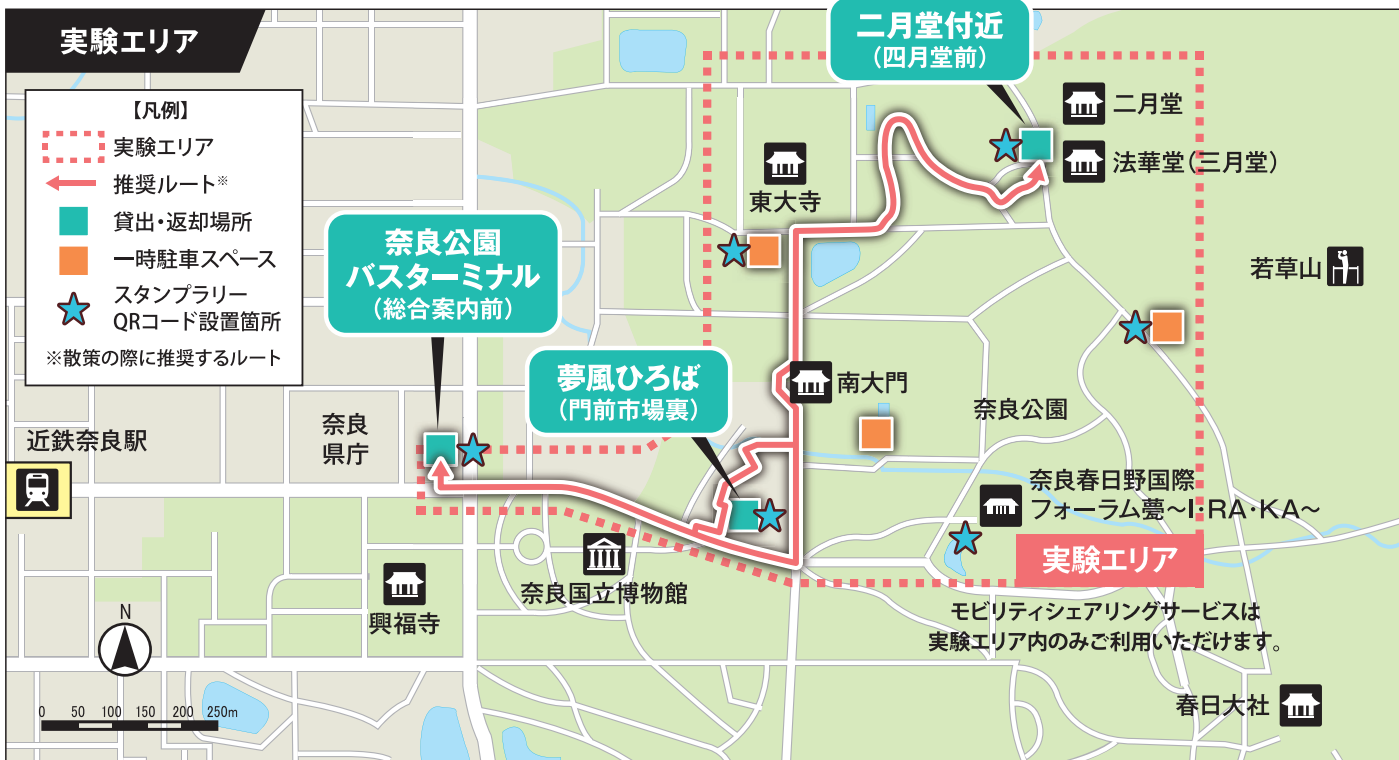 実験エリア
【凡例】
実験エリア
推奨ルート※
貸出・返却場所
一時駐車スペース
スタンプラリー
QRコード設置箇所
※散策の際に推奨するルート
二月堂付近
(四月堂前)
二月堂
法華堂(三月堂)
東大寺
若草山
奈良公園
バスターミナル
(総合案内前)
夢風ひろば
(門前市場裏)
南大門
奈良公園
近鉄奈良駅
奈良
県庁
奈良春日野国際
フォーラム甍~I・RA・KA~
実験エリア
奈良国立博物館
興福寺
モビリティシェアリングサービスは
実験エリア内のみご利用いただけます。
春日大社
N
0 50 100 150 200 250m